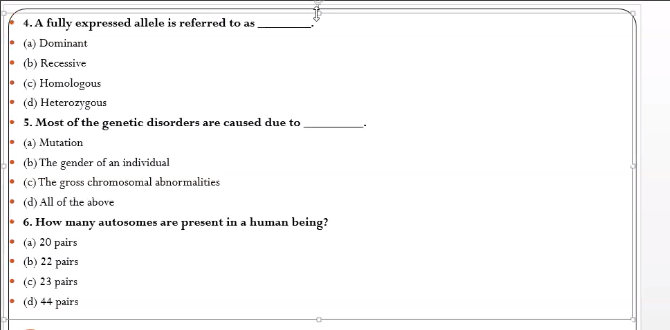 4. A fully expressed allele is referred to as ________.
(a) Dominant
(b) Recessive
(c) Homologous
(d) Heterozygous
5. Most of the genetic disorders are caused due to _________.
(a) Mutation
(b) The gender of an individual
(c) The gross chromosomal abnormalities
(d) All of the above
6. How many autosomes are present in a human being?
(a) 20 pairs
(b) 22 pairs
(c) 23 pairs
(d) 44 pairs